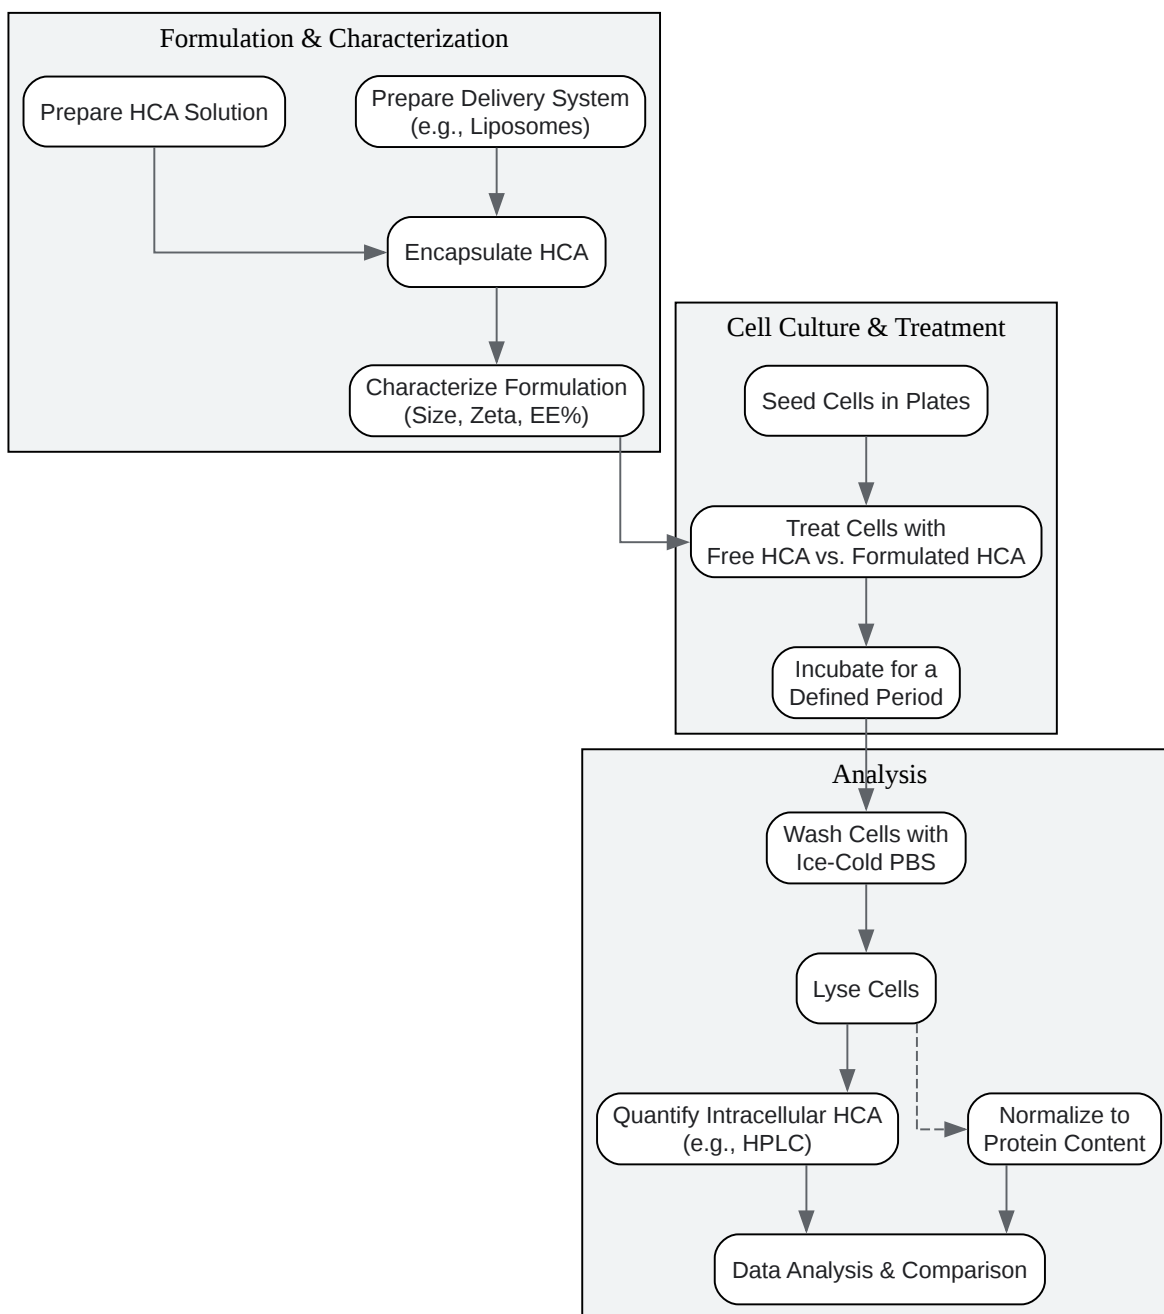 Formulation & Characterization
Prepare HCA Solution
Prepare Delivery System
(e.g., Liposomes)
Encapsulate HCA
Characterize Formulation
(Size, Zeta, EE%)
Cell Culture & Treatment
Seed Cells in Plates
Treat Cells with
Free HCA vs. Formulated HCA
Incubate for a
Defined Period
Analysis
Wash Cells with
Ice-Cold PBS
Lyse Cells
Quantify Intracellular HCA
(e.g., HPLC)
Normalize to
Protein Content
Data Analysis & Comparison